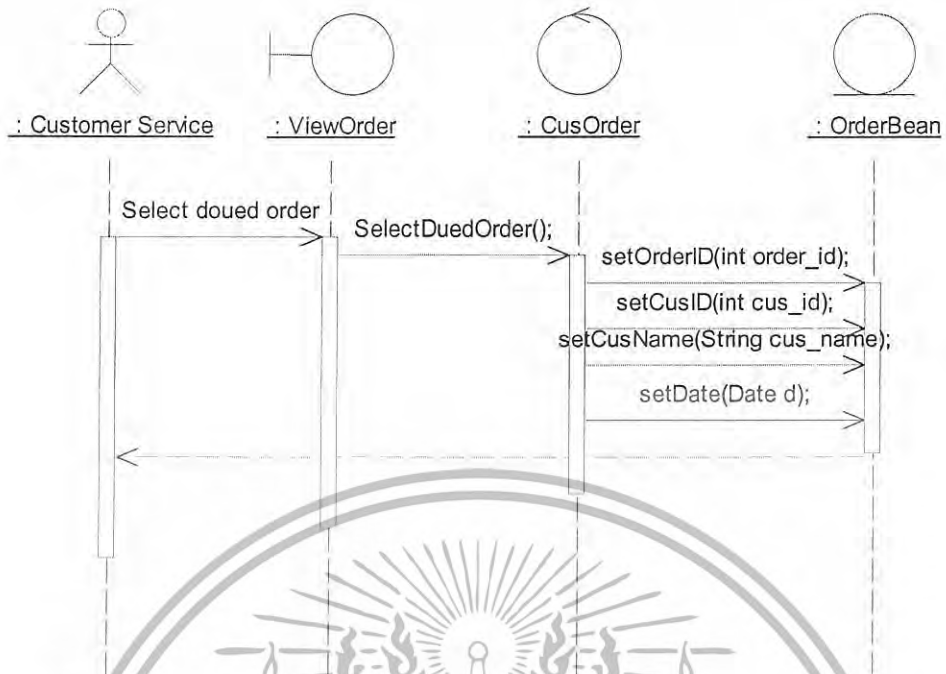 : Customer Service
: ViewOrder
: CusOrder
: OrderBean
Select doued order
SelectDuedOrder();
setOrderID(int order_id);
setCusID(int cus_id);
setCusName(String cus_name);
setDate(Date d);